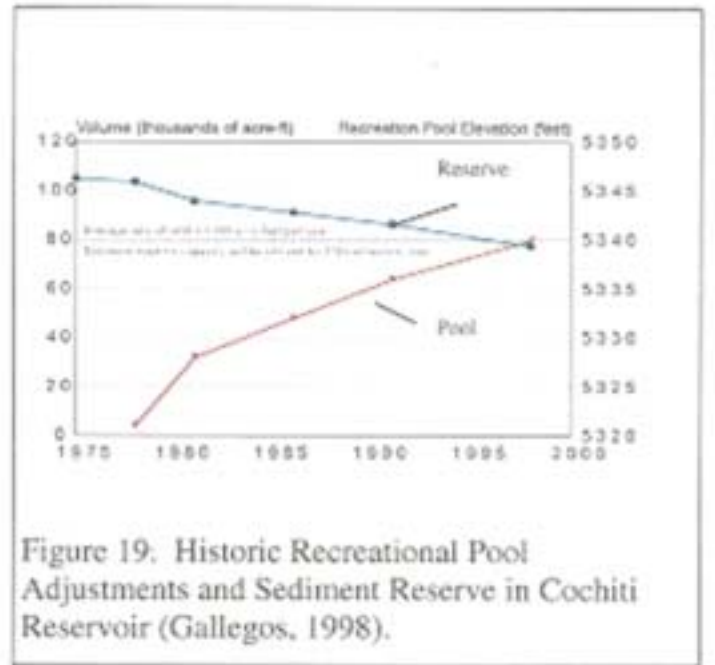 Volume (thousands of acre-ft) Recreation Pool Elevation (feet)
120 5350
Reserve
100 5345
80 5340
60 5335
Pool
40 5330
20 5325
0 5320
1975 1980 1985 1990 1995 2000
Figure 19. Historic Recreational Pool
Adjustments and Sediment Reserve in Cochiti
Reservoir (Gallegos, 1998).